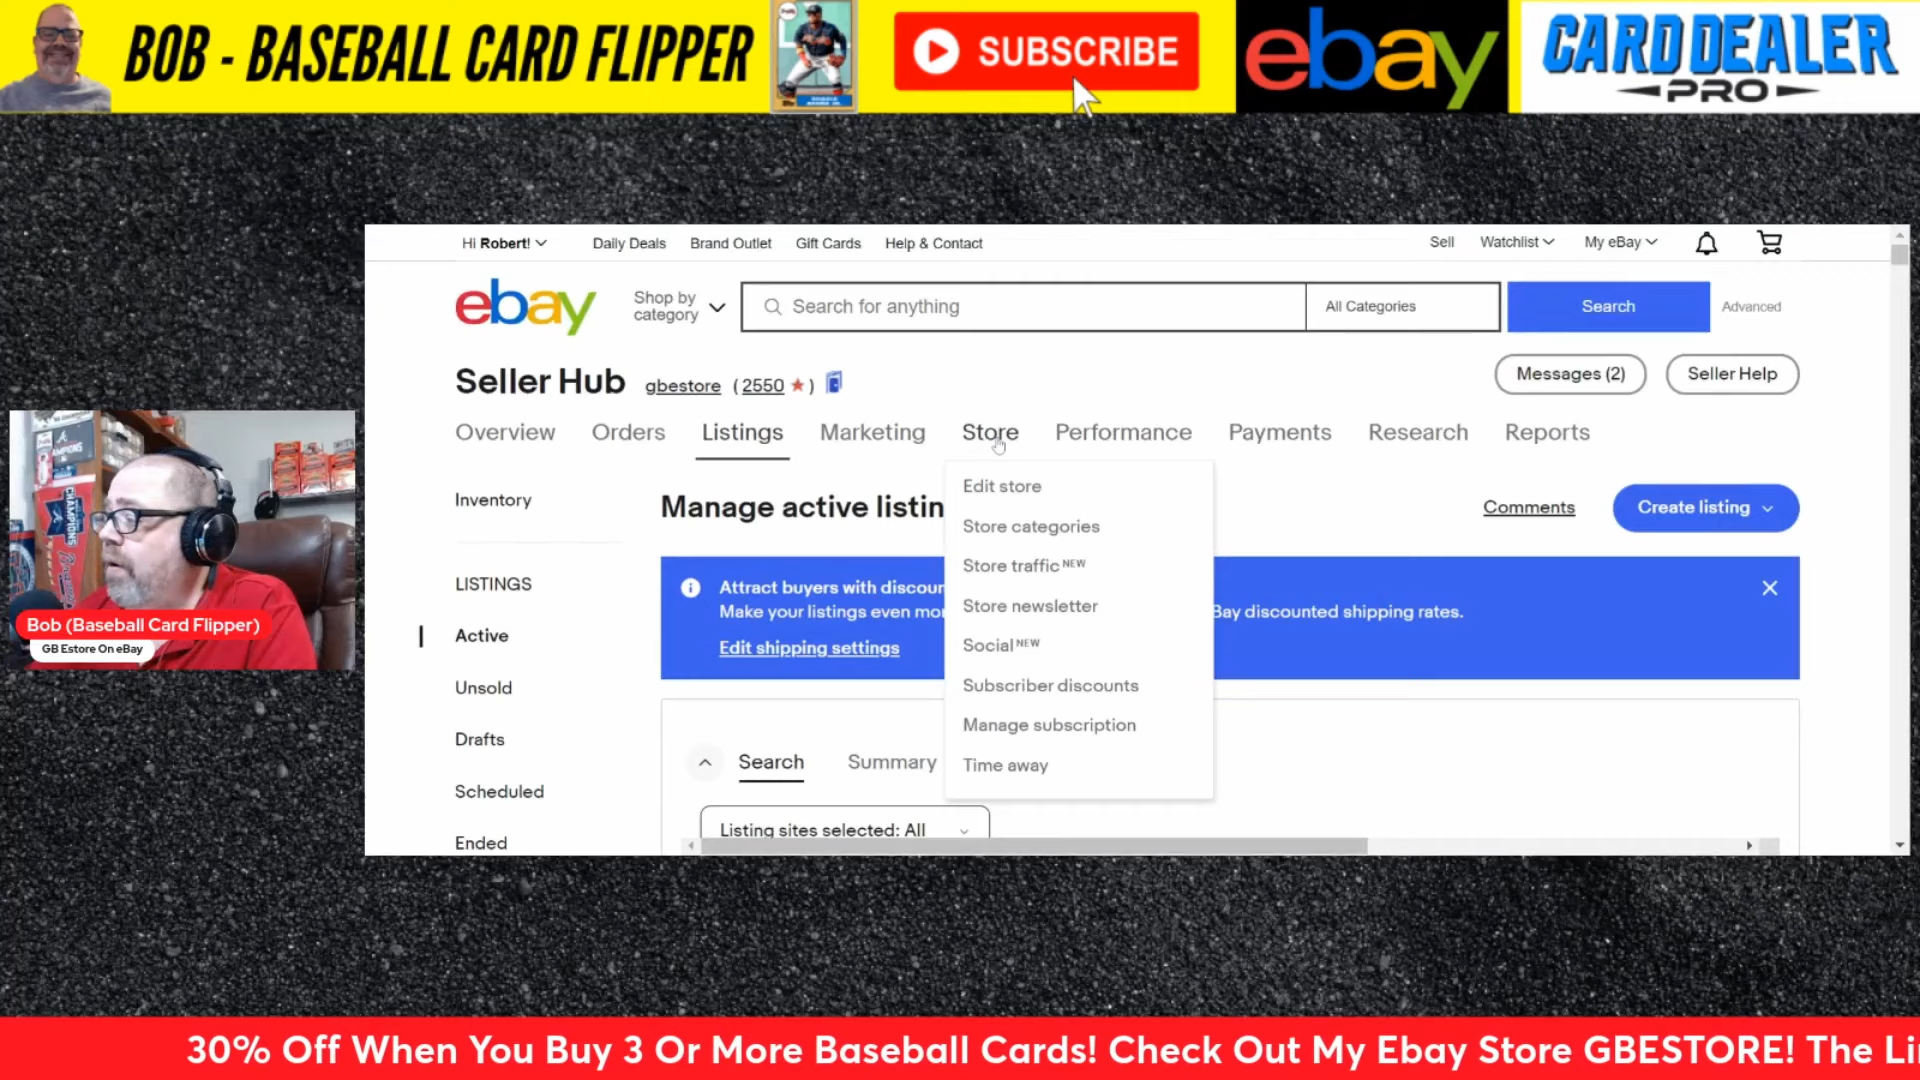 BOB - BASEBALL CARD FLIPPER
SUBSCRIBE
ebay
CARD DEALER
PRO
Hi Robert!
Daily Deals
Brand Outlet
Gift Cards
Help & Contact
Sell
Watchlist
My eBay
ebay
Shop by
category
Search for anything
All Categories
Search
Advanced
Seller Hub
gbestore (2550 ★)
Messages (2)
Seller Help
Overview
Orders
Listings
Marketing
Store
Performance
Payments
Research
Reports
Inventory
LISTINGS
Active
Unsold
Drafts
Scheduled
Ended
Manage active listin
Comments
Create listing
Edit store
Store categories
Store traffic NEW
Store newsletter
Social NEW
Subscriber discounts
Manage subscription
Time away
Attract buyers with discoun
Make your listings even mor
Bay discounted shipping rates.
Edit shipping settings
Search
Summary
Listing sites selected: All
CHAMPIONS
Bob (Baseball Card Flipper)
GB Estore On eBay
30% Off When You Buy 3 Or More Baseball Cards! Check Out My Ebay Store GBESTORE! The Li